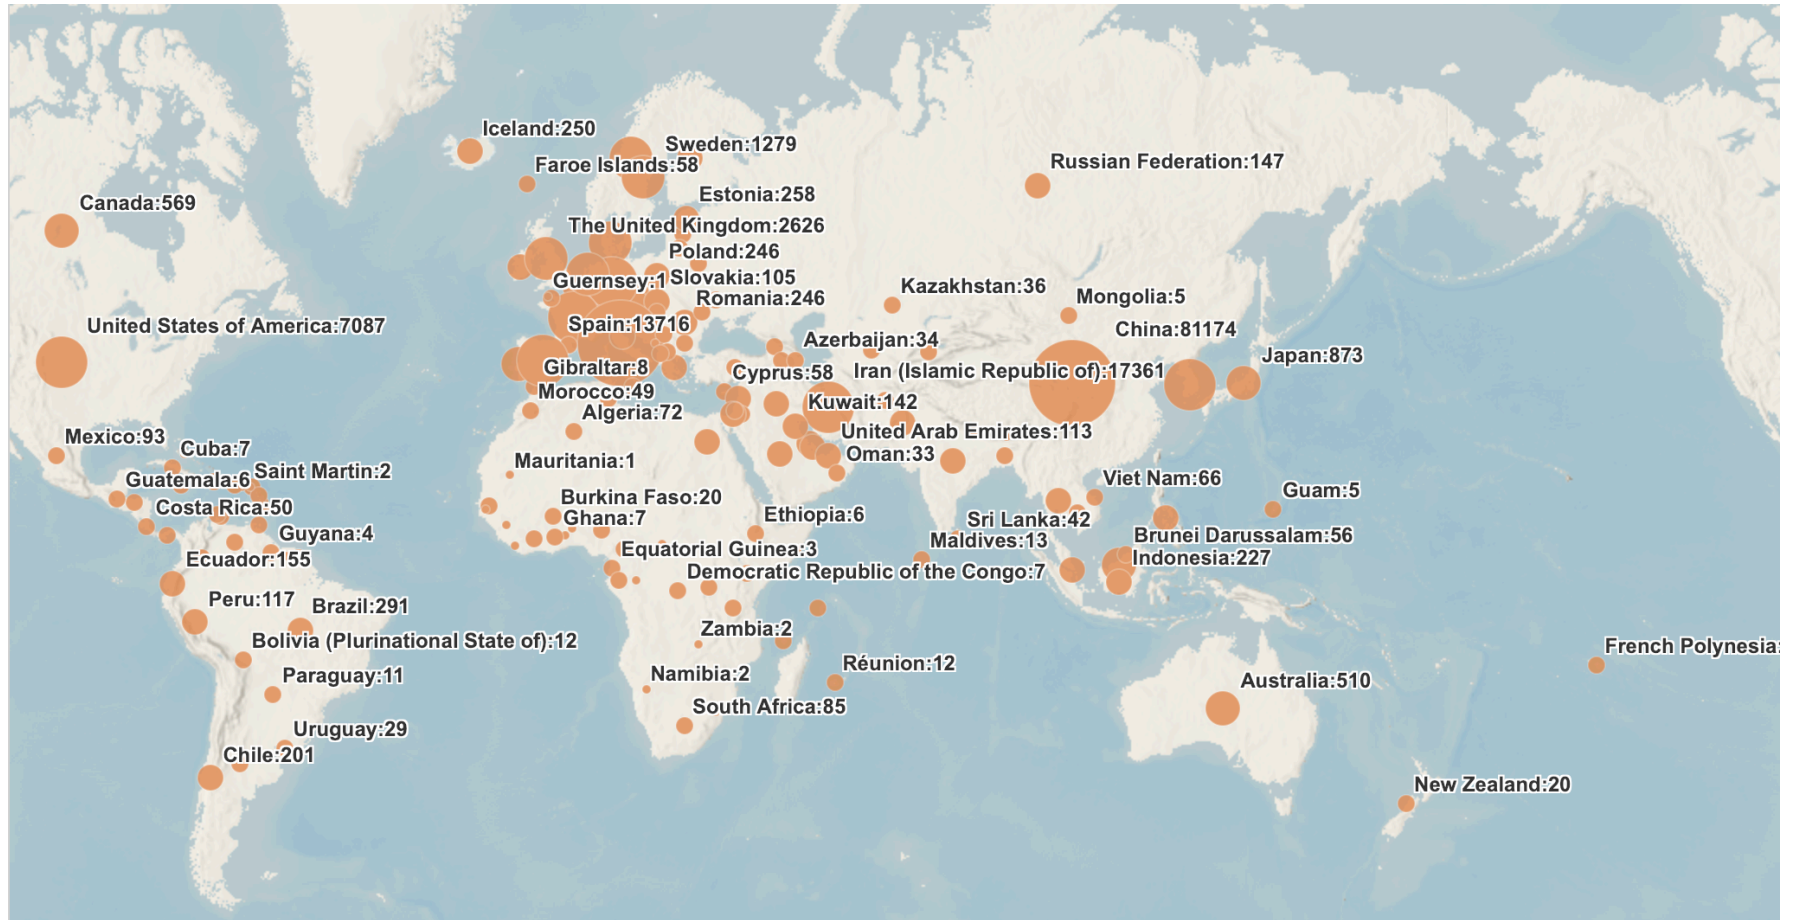 Iceland:250
Sweden:1279
Faroe Islands:58
Russian Federation:147
Estonia:258
Canada:569
The United Kingdom:2626
Poland:246
Guernsey:1
Slovakia:105
Kazakhstan:36
Romania:246
Mongolia:5
United States of America:7087
Spain:13716
China:81174
Azerbaijan:34
Japan:873
Gibraltar:8
Cyprus:58
Iran (Islamic Republic of):17361
Morocco:49
Kuwait:142
Algeria:72
United Arab Emirates:113
Mexico:93
Cuba:7
Oman:33
Mauritania:1
Saint Martin:2
Guatemala:6
Viet Nam:66
Guam:5
Burkina Faso:20
Costa Rica:50
Ghana:7
Ethiopia:6
Sri Lanka:42
Guyana:4
Maldives:13
Brunei Darussalam:56
Equatorial Guinea:3
Indonesia:227
Ecuador:155
Democratic Republic of the Congo:7
Peru:117
Brazil:291
Zambia:2
Bolivia (Plurinational State of):12
French Polynesia:
Réunion:12
Paraguay:11
Namibia:2
Australia:510
South Africa:85
Uruguay:29
Chile:201
New Zealand:20